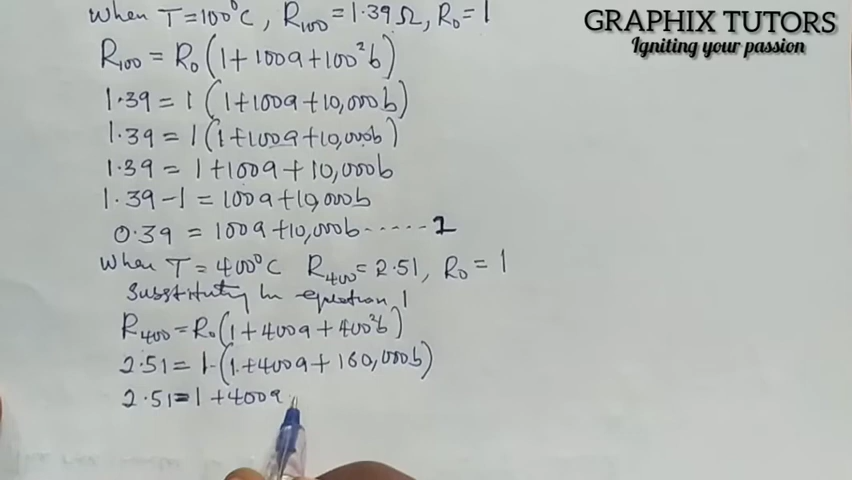 When T=100°C, R₁₀₀=1.39Ω, R₀=1
GRAPHIX TUTORS
Igniting your passion
R₁₀₀ = R₀(1+100a+100²b)
1.39 = 1(1+100a+10,000b)
1.39 = 1(1+100a+10,000b)
1.39 = 1+100a+10,000b
1.39-1 = 100a+10,000b
0.39 = 100a+10,000b.....2
When T=400°C R₄₀₀=2.51, R₀=1
Substituting in equation 1
R₄₀₀=R₀(1+400a+400²b)
2.51=1(1+400a+160,000b)
2.51=1+400a